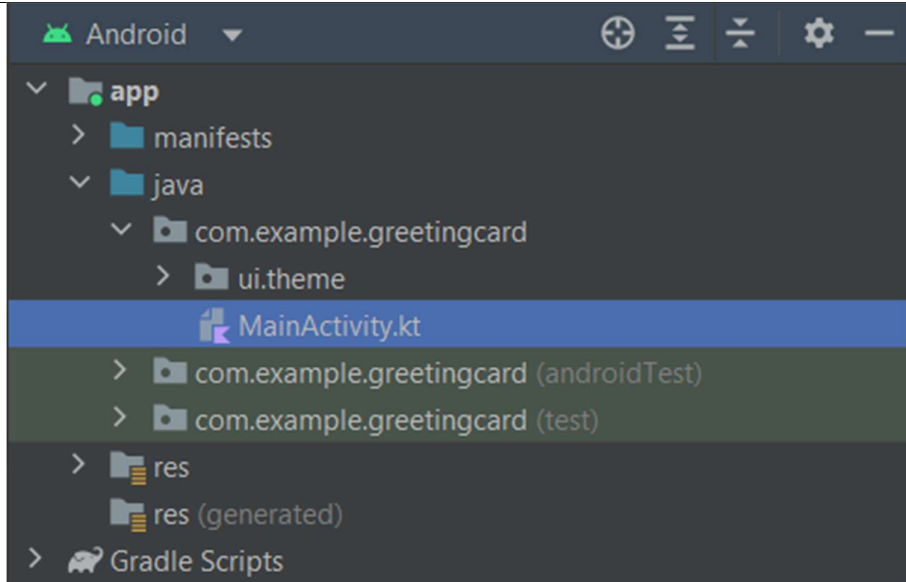 Android
app
manifests
java
com.example.greetingcard
ui.theme
MainActivity.kt
com.example.greetingcard (androidTest)
com.example.greetingcard (test)
res
res (generated)
Gradle Scripts